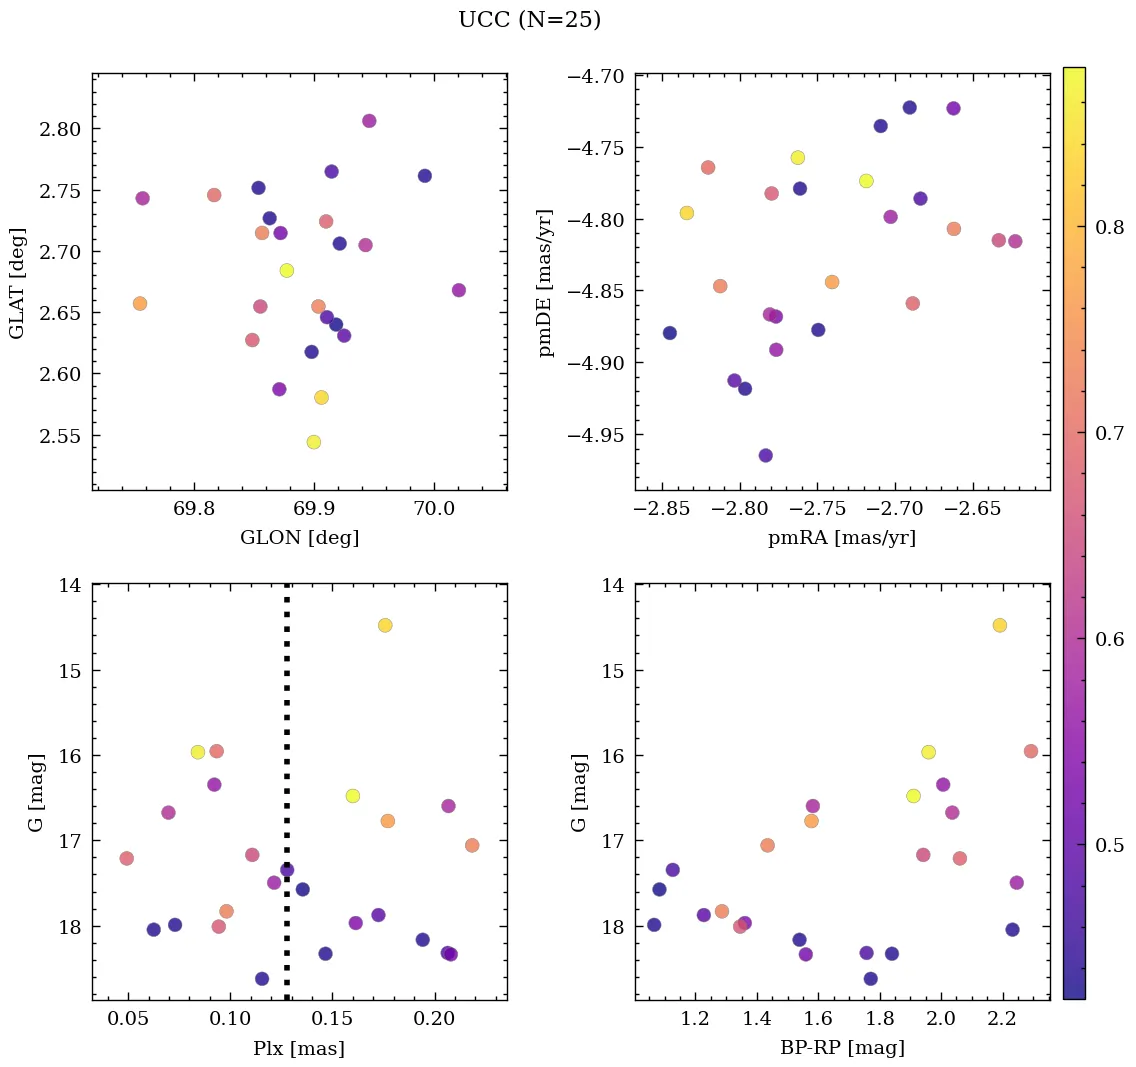 UCC (N=25)
2.80
2.75
2.70
2.65
2.60
2.55
GLAT [deg]
69.8 69.9 70.0
GLON [deg]
−4.70
−4.75
−4.80
−4.85
−4.90
−4.95
pmDE [mas/yr]
−2.85 −2.80 −2.75 −2.70 −2.65
pmRA [mas/yr]
0.8
0.7
0.6
0.5
14
15
16
17
18
G [mag]
0.05 0.10 0.15 0.20
Plx [mas]
14
15
16
17
18
G [mag]
1.2 1.4 1.6 1.8 2.0 2.2
BP-RP [mag]